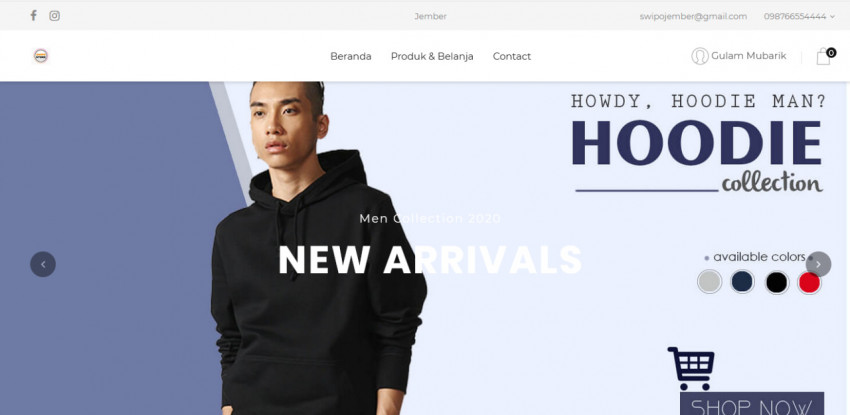 Jember
swipojember@gmail.com
098766554444
Beranda
Produk & Belanja
Contact
Gulam Mubarik
0
HOWDY, HOODIE MAN?
HOODIE
collection
Men Collection 2020
NEW ARRIVALS
available colors
SHOP NOW